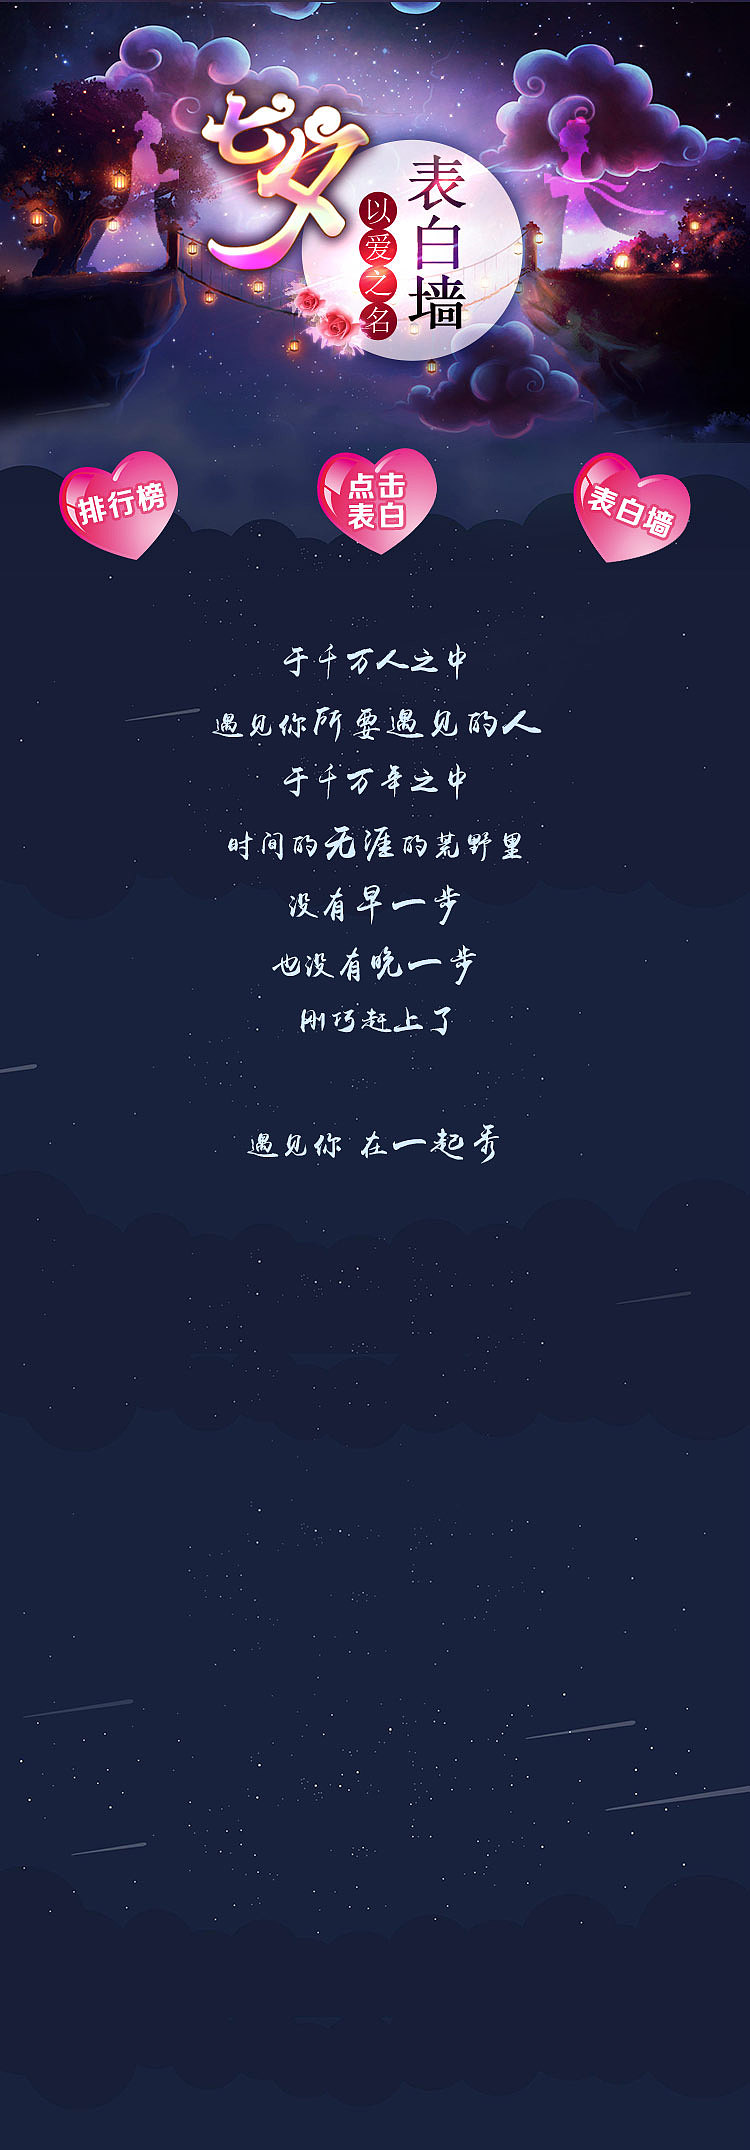 七夕
以爱之名
表白墙
排行榜
点击
表白
表白墙
于千万人之中
遇见你所要遇见的人
于千万年之中
时间的无涯的荒野里
没有早一步
也没有晚一步
刚巧赶上了
遇见你 在一起秀